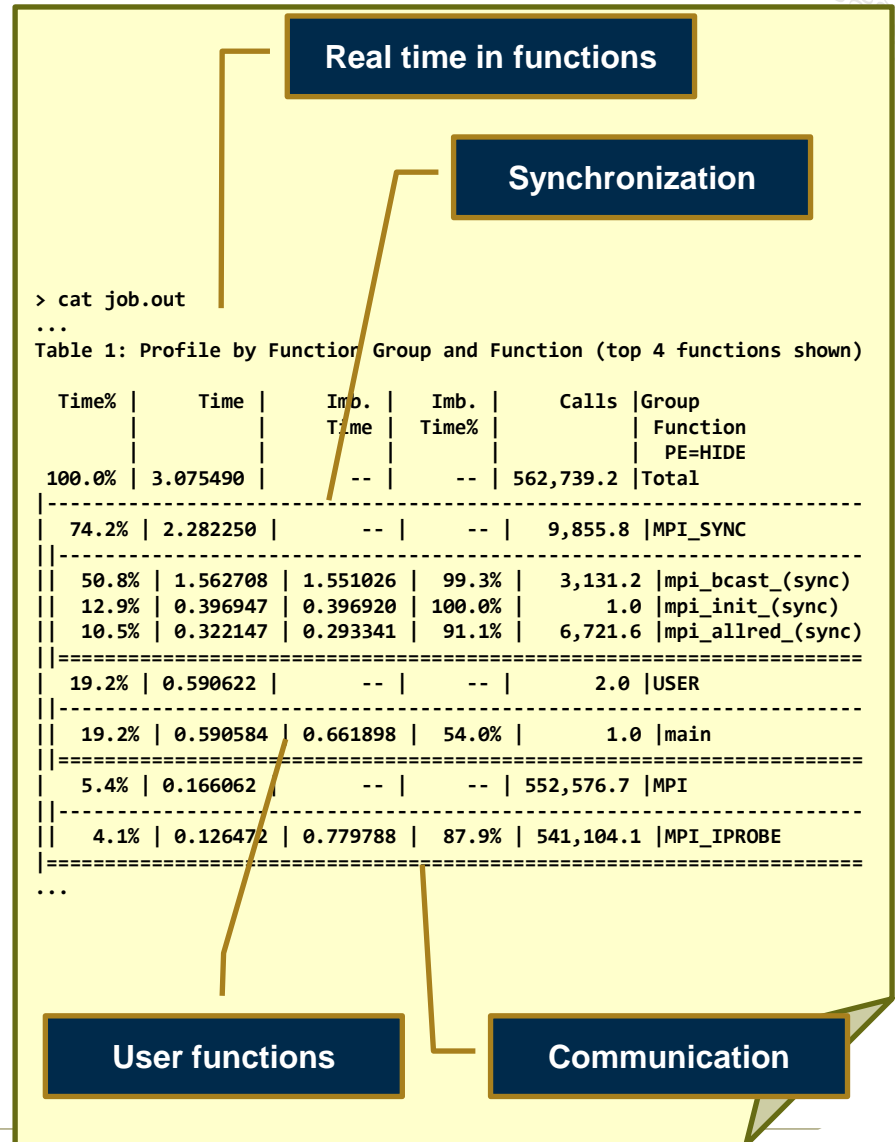 Real time in functions
Synchronization
> cat job.out
...
Table 1: Profile by Function Group and Function (top 4 functions shown)
  Time% |     Time |     Imb. |   Imb. |     Calls |Group
        |          |     Time |  Time% |           | Function
        |          |          |        |           |  PE=HIDE
 100.0% | 3.075490 |       -- |     -- | 562,739.2 |Total
|----------------------------------------------------------------------
|  74.2% | 2.282250 |       -- |     -- |   9,855.8 |MPI_SYNC
||---------------------------------------------------------------------
||  50.8% | 1.562708 | 1.551026 |  99.3% |   3,131.2 |mpi_bcast_(sync)
||  12.9% | 0.396947 | 0.396920 | 100.0% |       1.0 |mpi_init_(sync)
||  10.5% | 0.322147 | 0.293341 |  91.1% |   6,721.6 |mpi_allred_(sync)
||=====================================================================
|  19.2% | 0.590622 |       -- |     -- |       2.0 |USER
||---------------------------------------------------------------------
||  19.2% | 0.590584 | 0.661898 |  54.0% |       1.0 |main
||=====================================================================
|   5.4% | 0.166062 |       -- |     -- | 552,576.7 |MPI
||---------------------------------------------------------------------
||   4.1% | 0.126472 | 0.779788 |  87.9% | 541,104.1 |MPI_IPROBE
|======================================================================
...
User functions
Communication